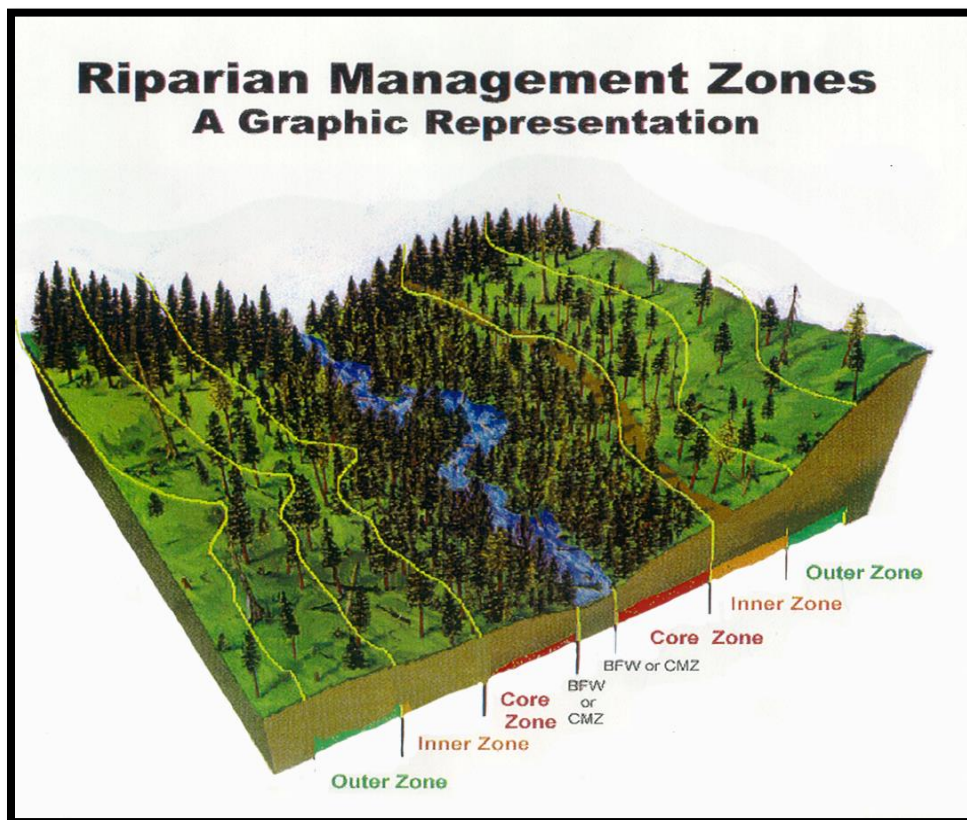 Riparian Management Zones
A Graphic Representation
Outer Zone
Inner Zone
Core Zone
BFW or CMZ
BFW
or
CMZ
Core
Zone
Inner Zone
Outer Zone